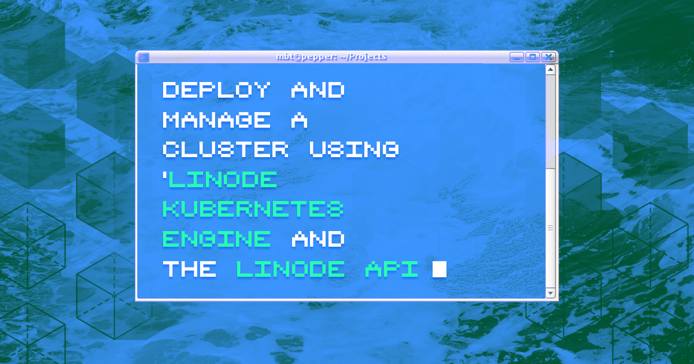 mbt@pepper: ~/Projects
DEPLOY AND
MANAGE A
CLUSTER USING
'LINODE
KUBERNETES
ENGINE AND
THE LINODE API